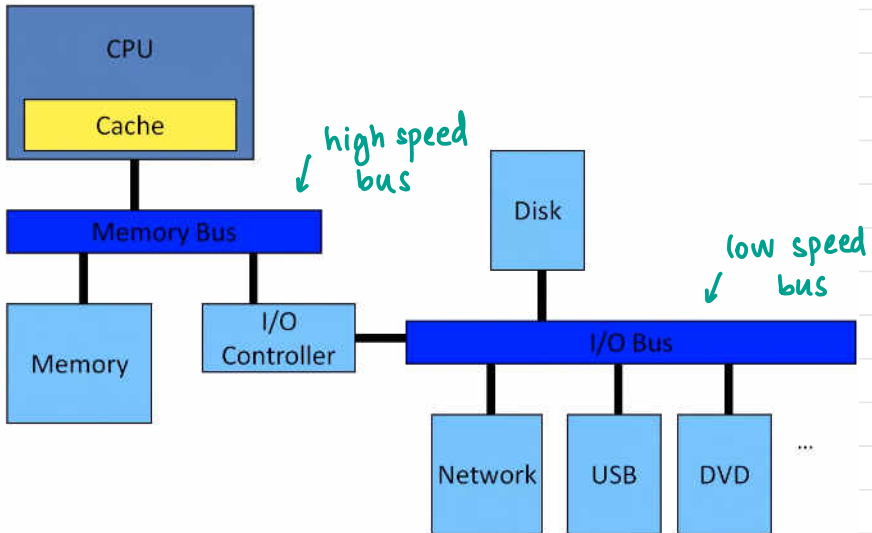 CPU
Cache
high speed
bus
Memory Bus
Disk
low speed
bus
I/O
Controller
Memory
I/O Bus
Network
USB
DVD
...